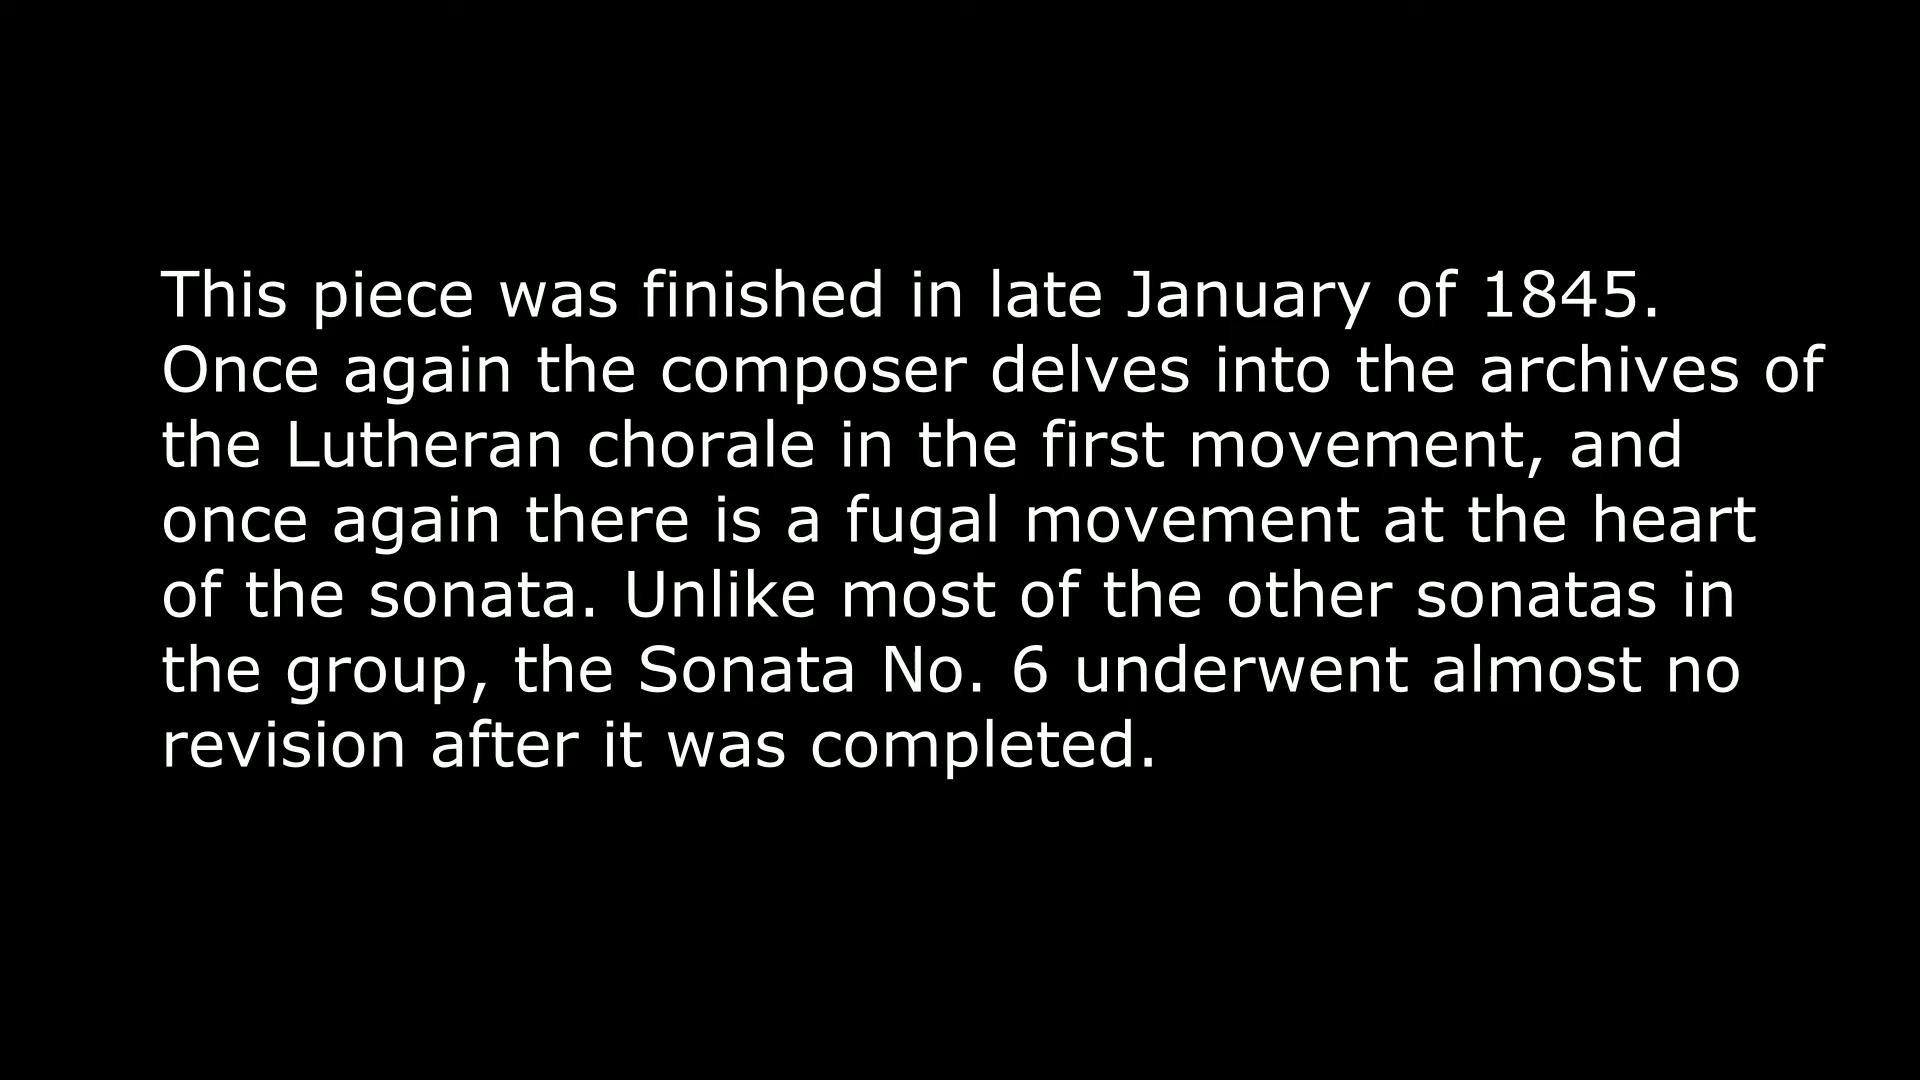 This piece was finished in late January of 1845.
Once again the composer delves into the archives of
the Lutheran chorale in the first movement, and
once again there is a fugal movement at the heart
of the sonata. Unlike most of the other sonatas in
the group, the Sonata No. 6 underwent almost no
revision after it was completed.